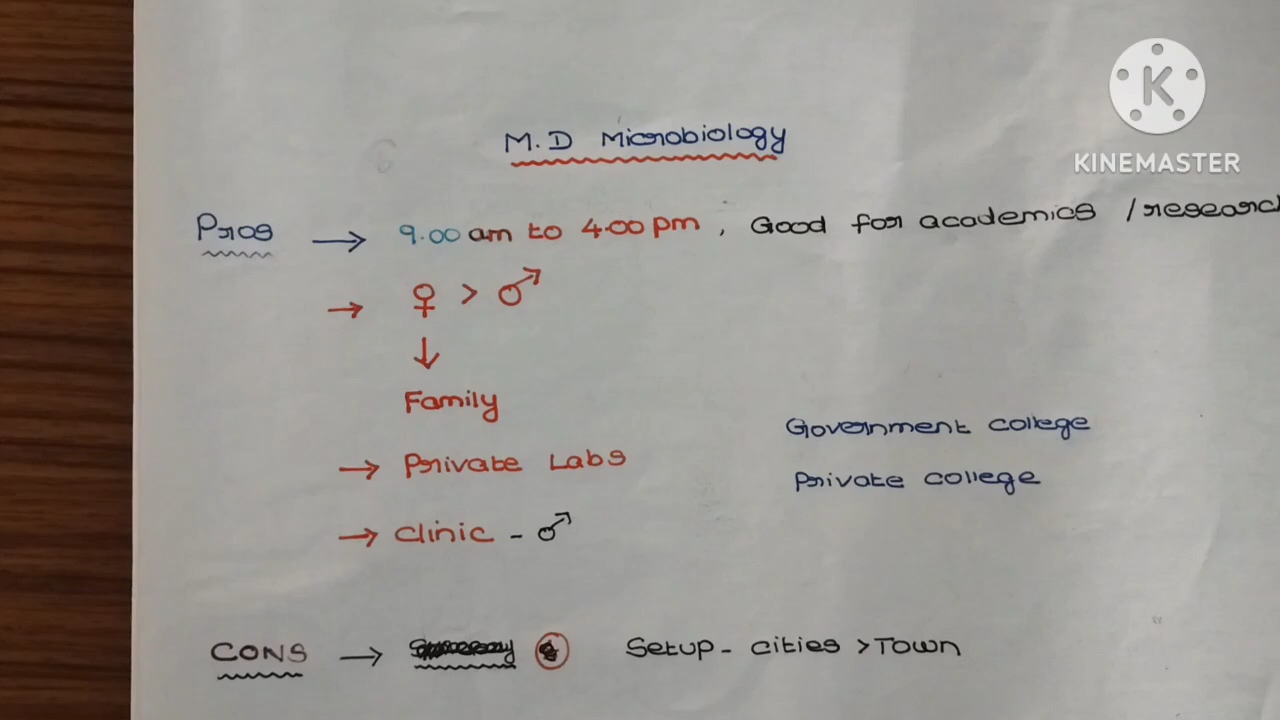 KINEMASTER
M.D Microbiology
Pros → 9.00 am to 4.00 pm , Good for academics /research
→ ♀ > ♂
↓
Family
→ Private Labs
Government college
Private college
→ clinic - ♂
CONS → Setup - cities > Town